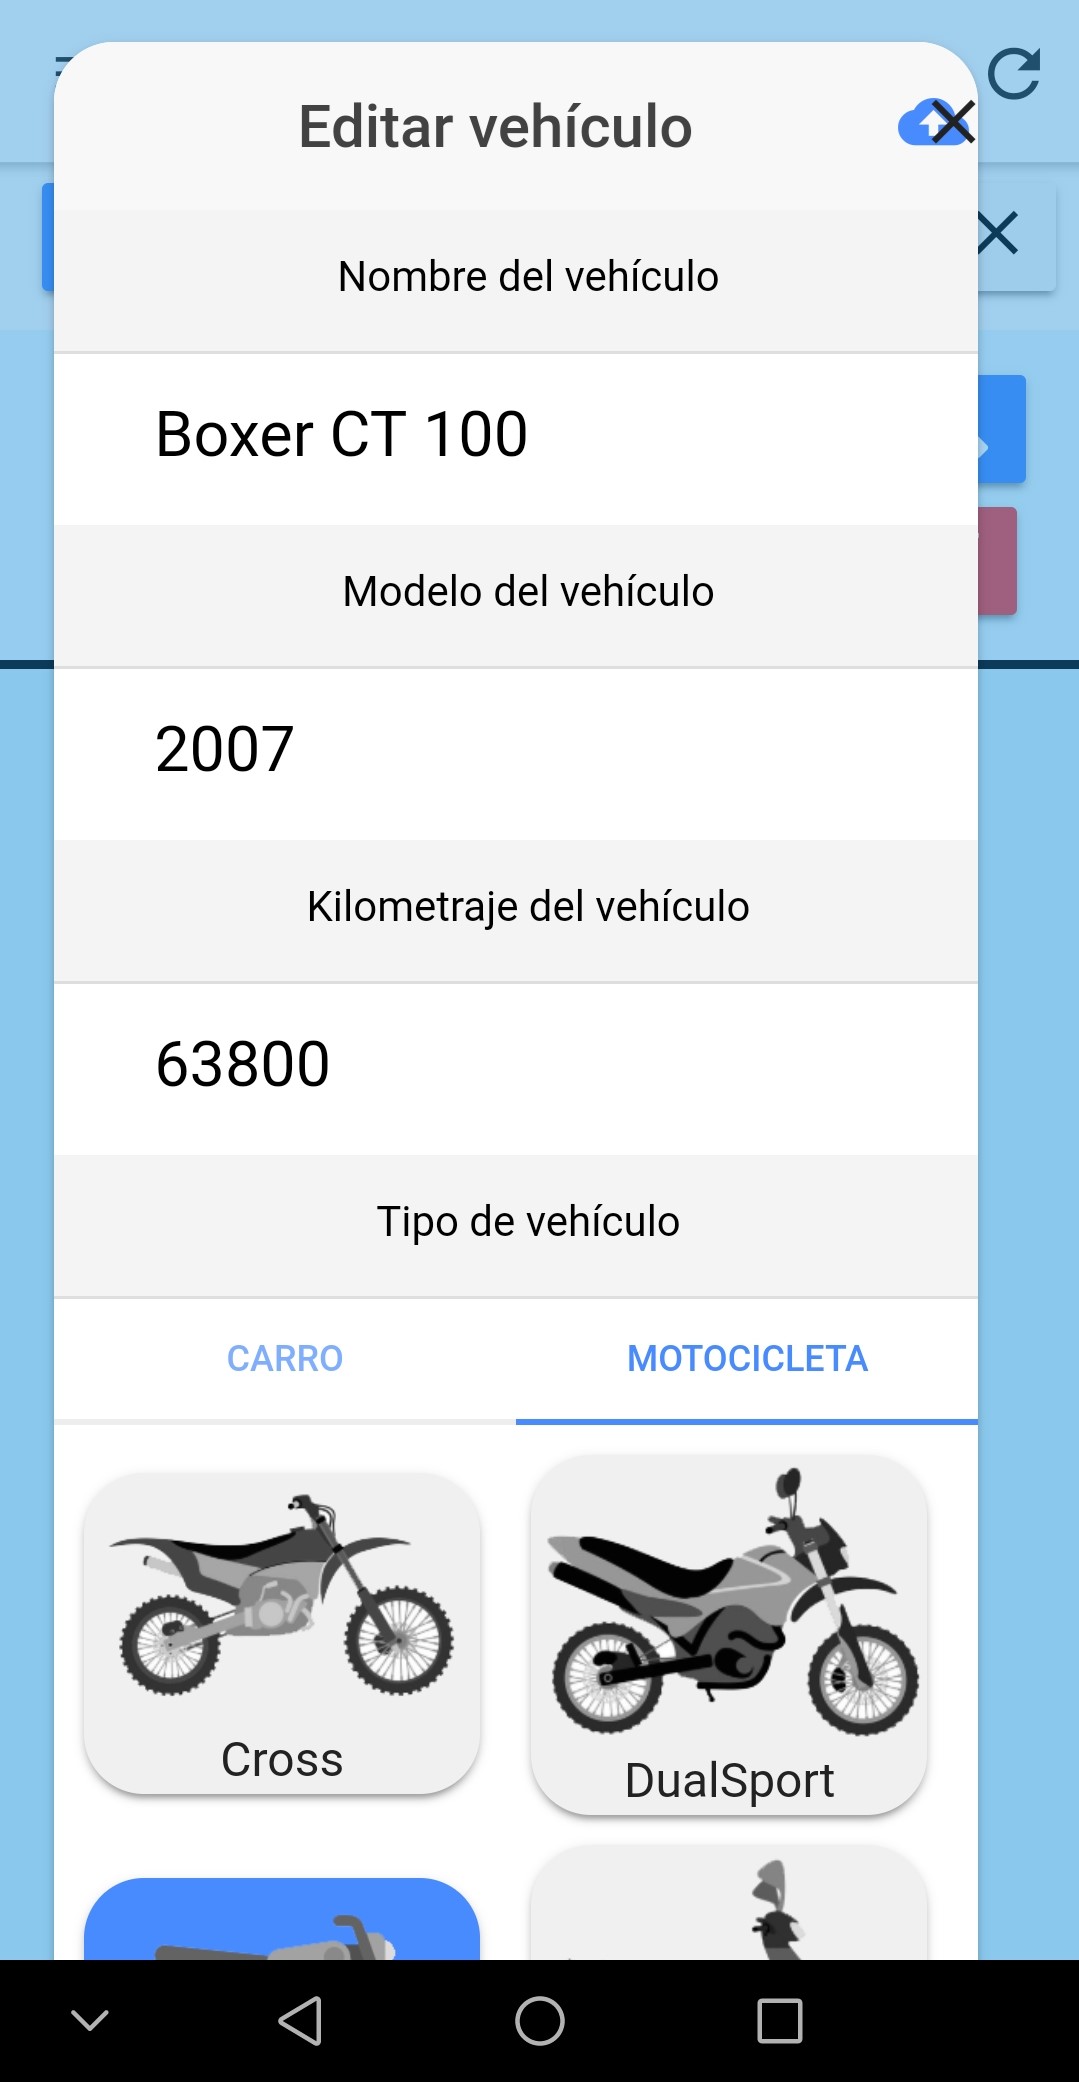 Editar vehículo
Nombre del vehículo
Boxer CT 100
Modelo del vehículo
2007
Kilometraje del vehículo
63800
Tipo de vehículo
CARRO
MOTOCICLETA
Cross
DualSport